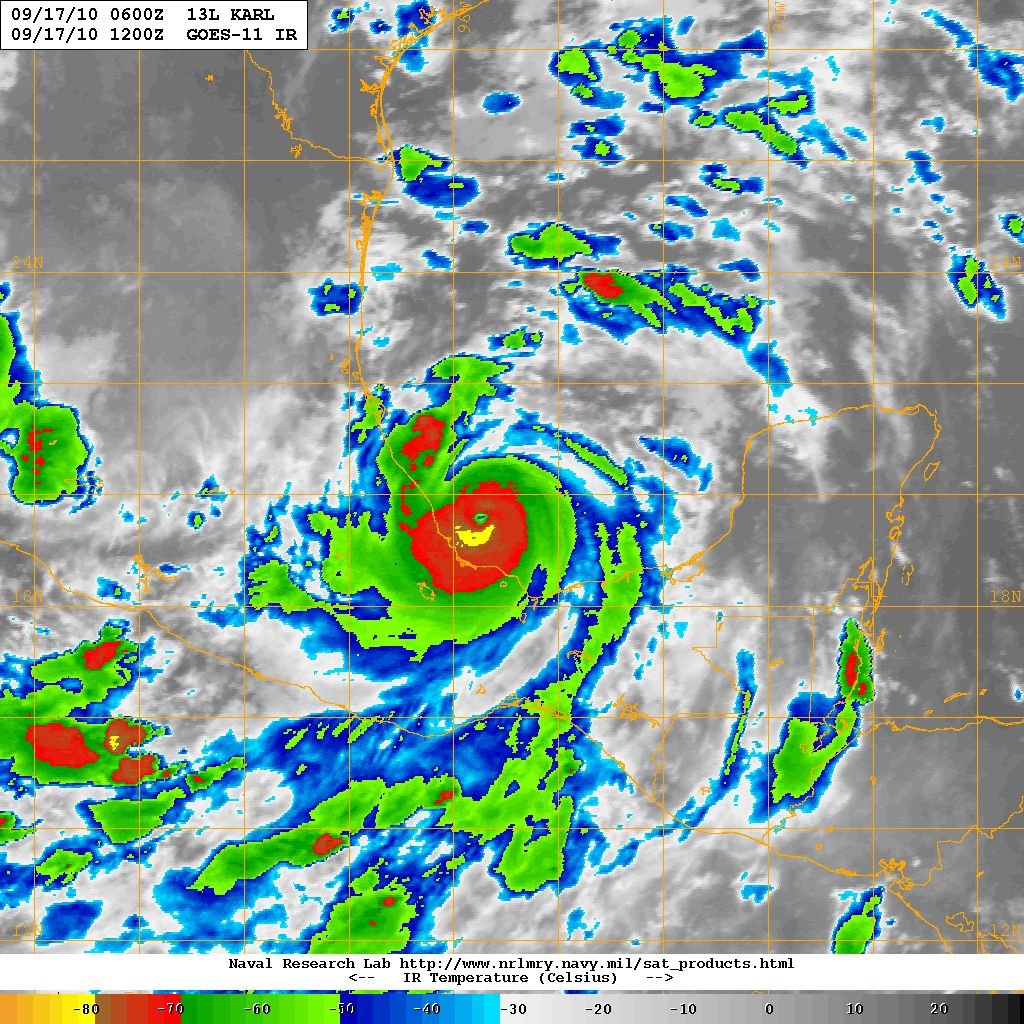 09/17/10 0600Z 13L KARL
09/17/10 1200Z GOES-11 IR
96W
90W
24N
24N
18N
18N
12N
12N
Naval Research Lab http://www.nrlmry.navy.mil/sat_products.html
<-- IR Temperature (Celsius) -->
-80 -70 -60 -50 -40 -30 -20 -10 0 10 20